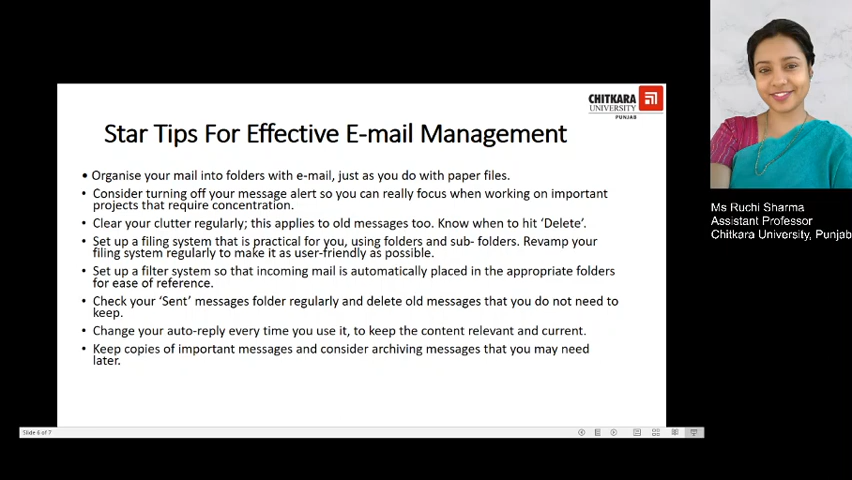 CHITKARA
UNIVERSITY
PUNJAB
Star Tips For Effective E-mail Management
• Organise your mail into folders with e-mail, just as you do with paper files.
• Consider turning off your message alert so you can really focus when working on important
projects that require concentration.
• Clear your clutter regularly; this applies to old messages too. Know when to hit ‘Delete’.
• Set up a filing system that is practical for you, using folders and sub- folders. Revamp your
filing system regularly to make it as user-friendly as possible.
• Set up a filter system so that incoming mail is automatically placed in the appropriate folders
for ease of reference.
• Check your ‘Sent’ messages folder regularly and delete old messages that you do not need to
keep.
• Change your auto-reply every time you use it, to keep the content relevant and current.
• Keep copies of important messages and consider archiving messages that you may need
later.
Slide 6 of 7
Ms Ruchi Sharma
Assistant Professor
Chitkara University, Punjab